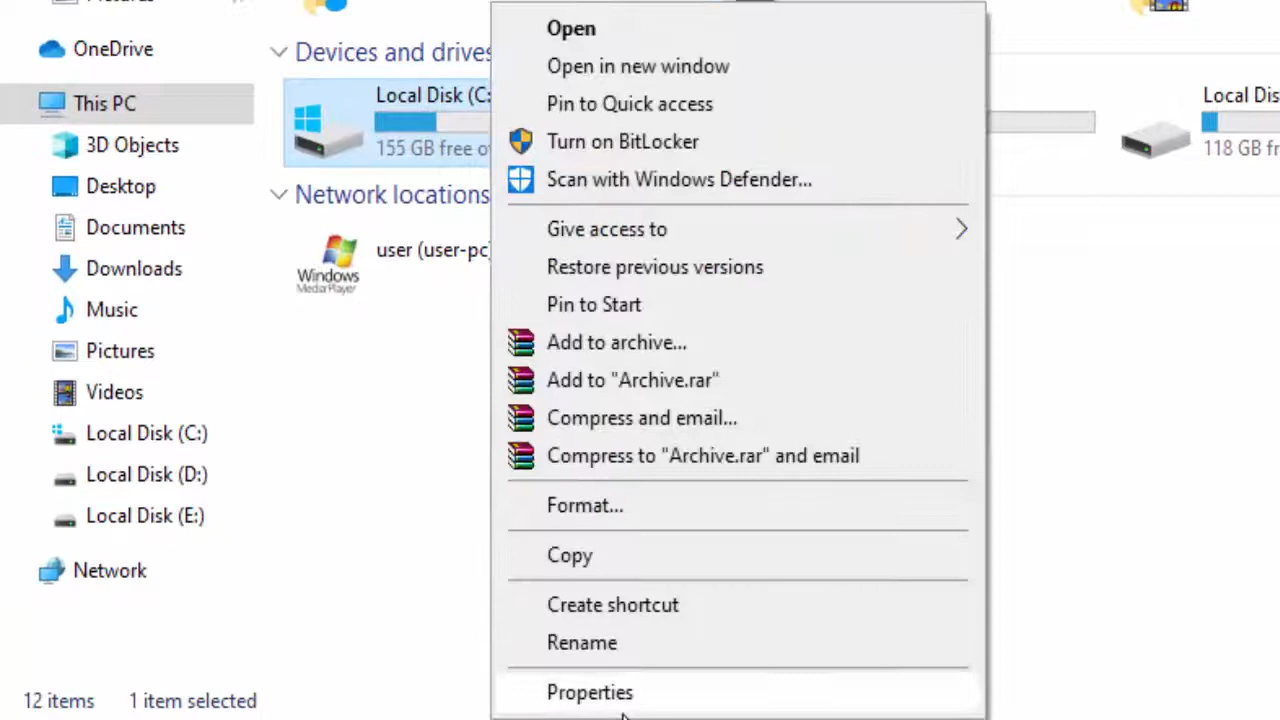 OneDrive
This PC
3D Objects
Desktop
Documents
Downloads
Music
Pictures
Videos
Local Disk (C:)
Local Disk (D:)
Local Disk (E:)
Network
12 items 1 item selected
Devices and drives
Local Disk (C:
155 GB free o
Network locations
user (user-pc)
Windows
MediaPlayer
Open
Open in new window
Pin to Quick access
Turn on BitLocker
Scan with Windows Defender...
Give access to
Restore previous versions
Pin to Start
Add to archive...
Add to "Archive.rar"
Compress and email...
Compress to "Archive.rar" and email
Format...
Copy
Create shortcut
Rename
Properties
Local Dis
118 GB fr